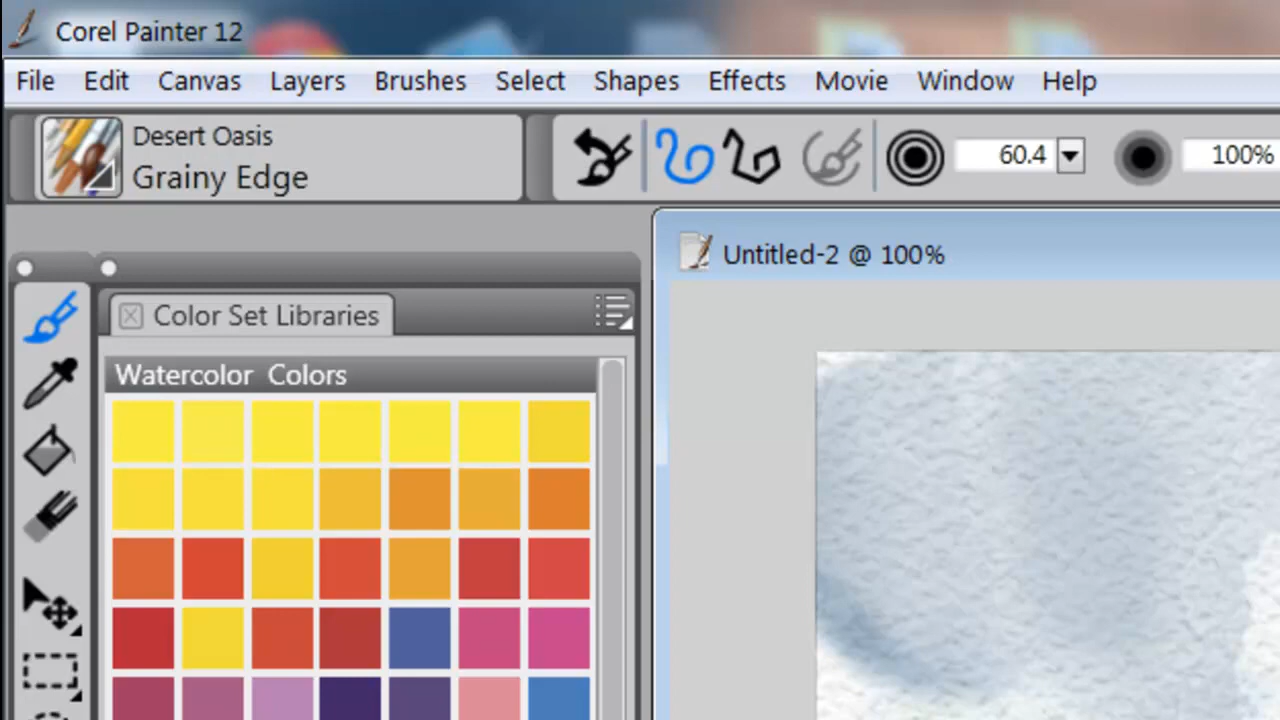 Corel Painter 12
File Edit Canvas Layers Brushes Select Shapes Effects Movie Window Help
Desert Oasis
Grainy Edge
60.4
100%
Untitled-2 @ 100%
Color Set Libraries
Watercolor Colors